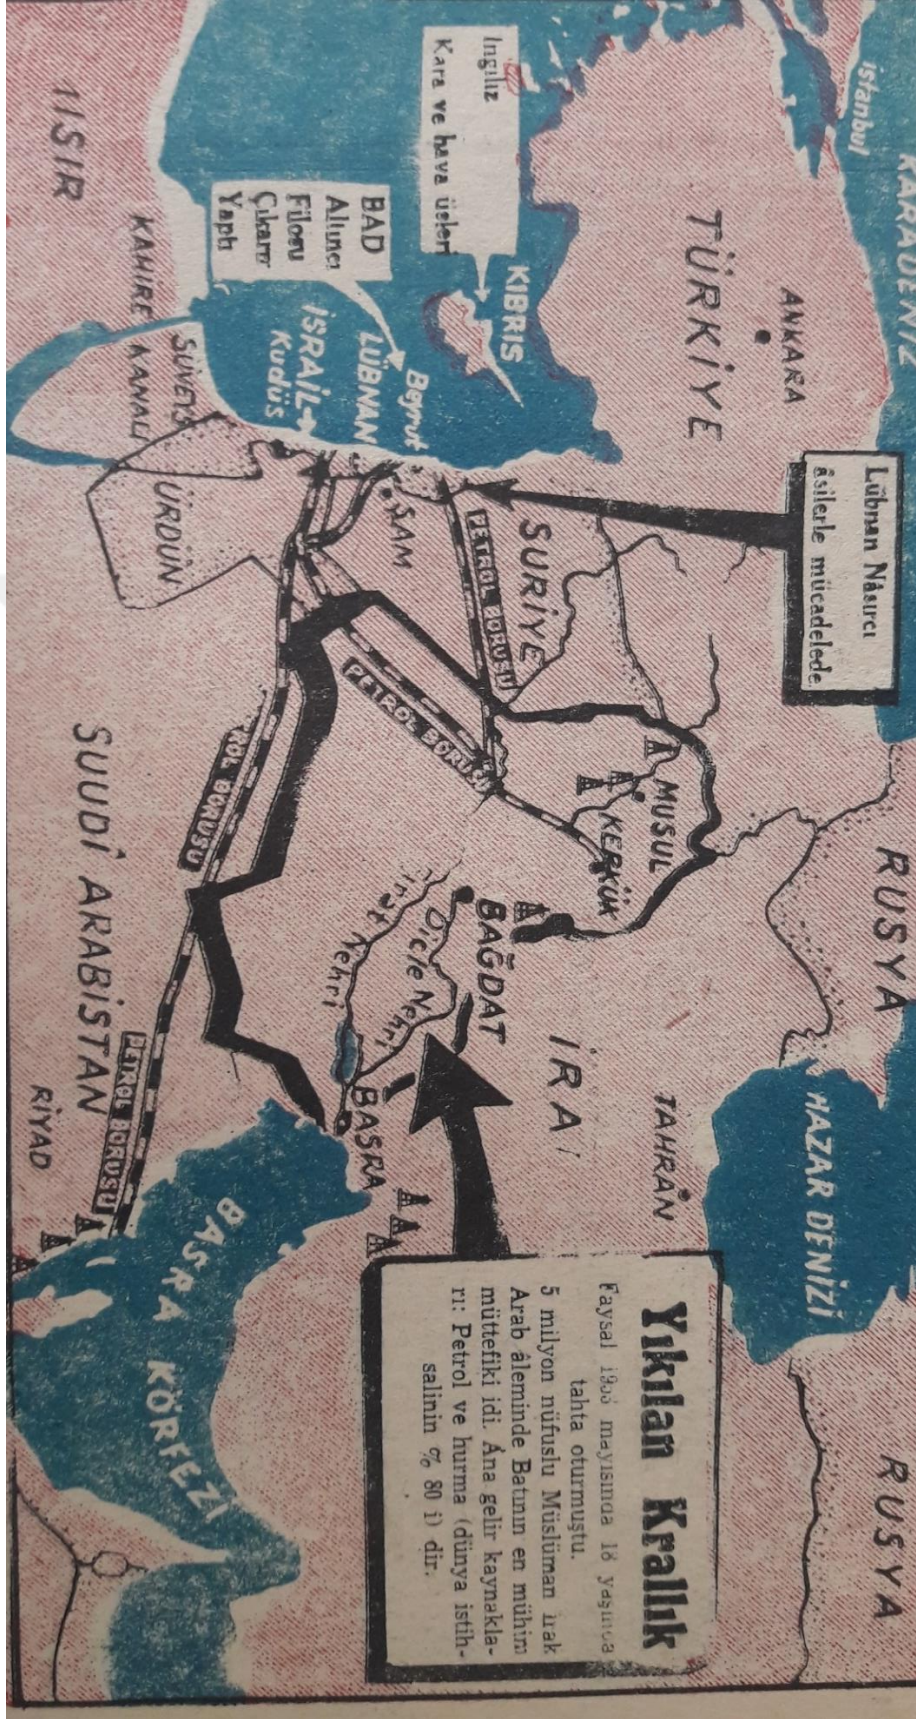 KARADENİZ
İstanbul
RUSYA
RUSYA
ANKARA
TÜRKİYE
Lübnan Nâsırcı
âsilerle mücadelede
HAZAR DENİZİ
İngiliz
Kara ve hava üsleri
KIBRIS
BAD
Altıncı
Filosu
Çıkarma
Yaptı
Beyrut
LÜBNAN
İSRAİL
Kudüs
ŞAM
SURİYE
PETROL BORUSU
PETROL BORUSU
MUSUL
KERKÜK
TAHRAN
İRA
BAĞDAT
Dicle Nehri
Fırat Nehri
BASRA
KAHİRE
SÜVEYŞ
KANALI
ÜRDÜN
ROL BORUSU
SUUDİ ARABİSTAN
PETROL BORUSU
RİYAD
BASRA KÖRFEZİ
Yıkılan Krallık
Faysal mayısında 18 yaşında
tahta oturmuştu.
5 milyon nüfuslu Müslüman Irak
Arab âleminde Batının en mühim
müttefiki idi. Ana gelir kaynakla-
rı: Petrol ve hurma (dünya istih-
salinin % 80 i) dir.